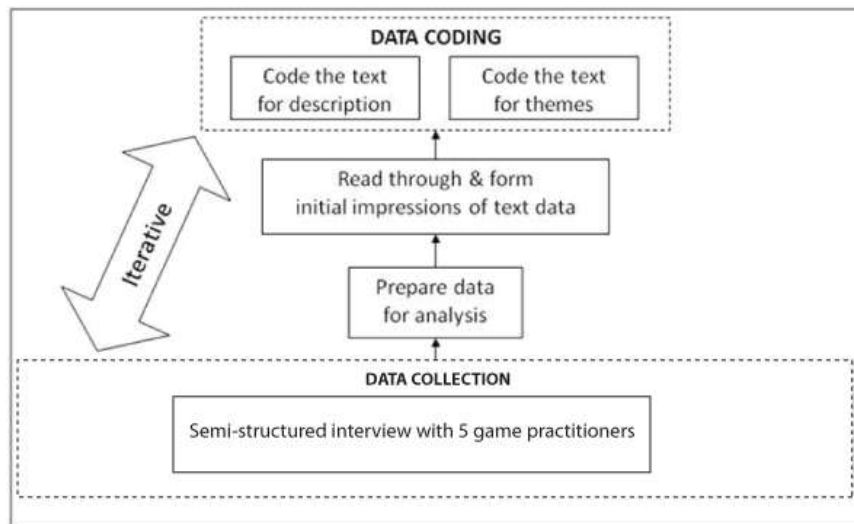 DATA CODING
Code the text
for description
Code the text
for themes
Read through & form
initial impressions of text data
Iterative
Prepare data
for analysis
DATA COLLECTION
Semi-structured interview with 5 game practitioners